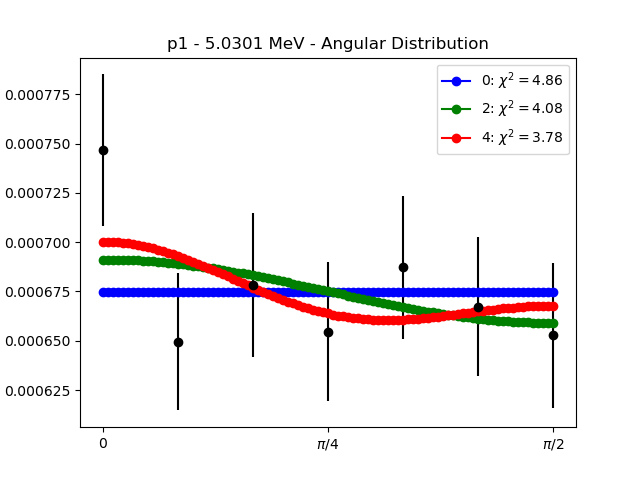 p1 - 5.0301 MeV - Angular Distribution
0: χ² = 4.86
2: χ² = 4.08
4: χ² = 3.78
0.000775
0.000750
0.000725
0.000700
0.000675
0.000650
0.000625
0 π/4 π/2